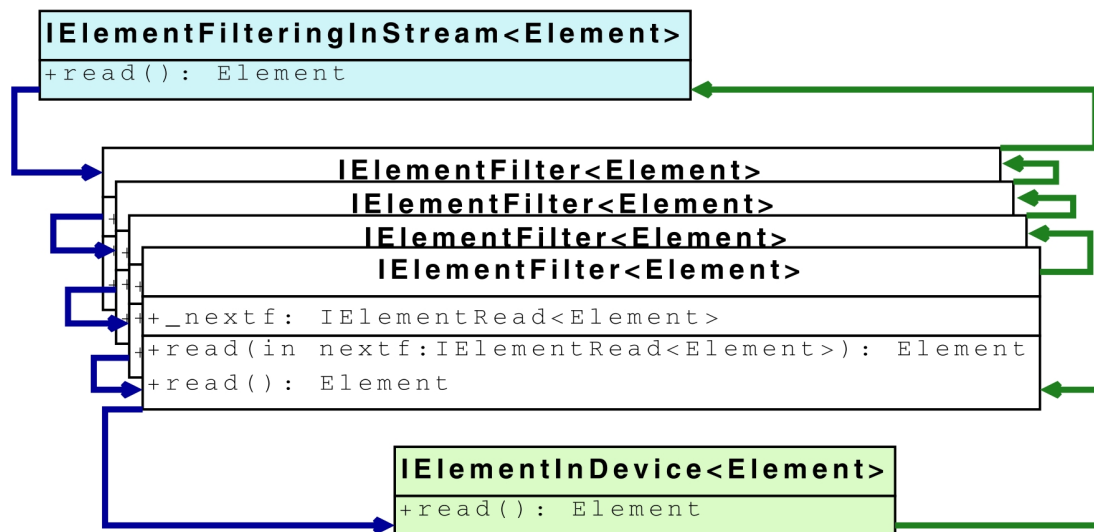 IElementFilteringInStream<Element>
+read(): Element
IElementFilter<Element>
IElementFilter<Element>
IElementFilter<Element>
IElementFilter<Element>
+_nextf: IElementRead<Element>
+read(in nextf:IElementRead<Element>): Element
+read(): Element
IElementInDevice<Element>
+read(): Element